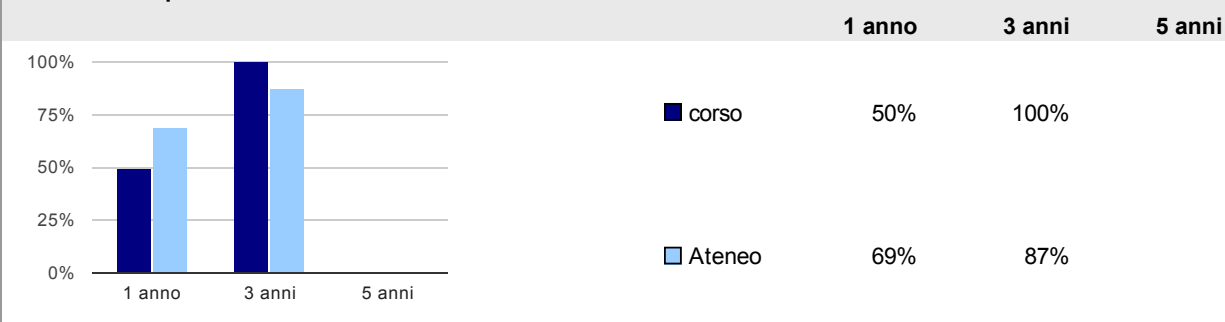 1 anno 3 anni 5 anni
100%
75%
50%
25%
0%
1 anno 3 anni 5 anni
corso 50% 100%
Ateneo 69% 87%